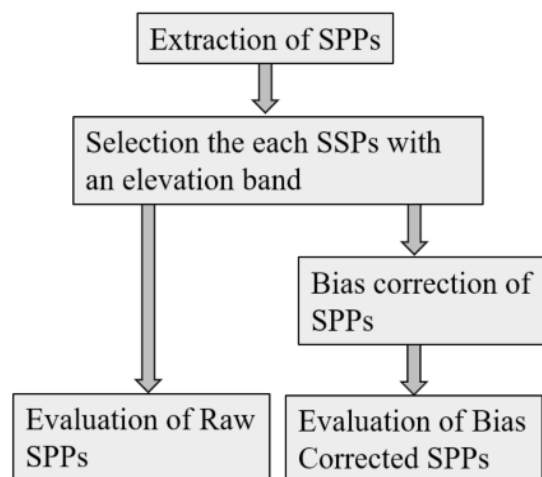 Extraction of SPPs
Selection the each SSPs with
an elevation band
Bias correction of
SPPs
Evaluation of Raw
SPPs
Evaluation of Bias
Corrected SPPs